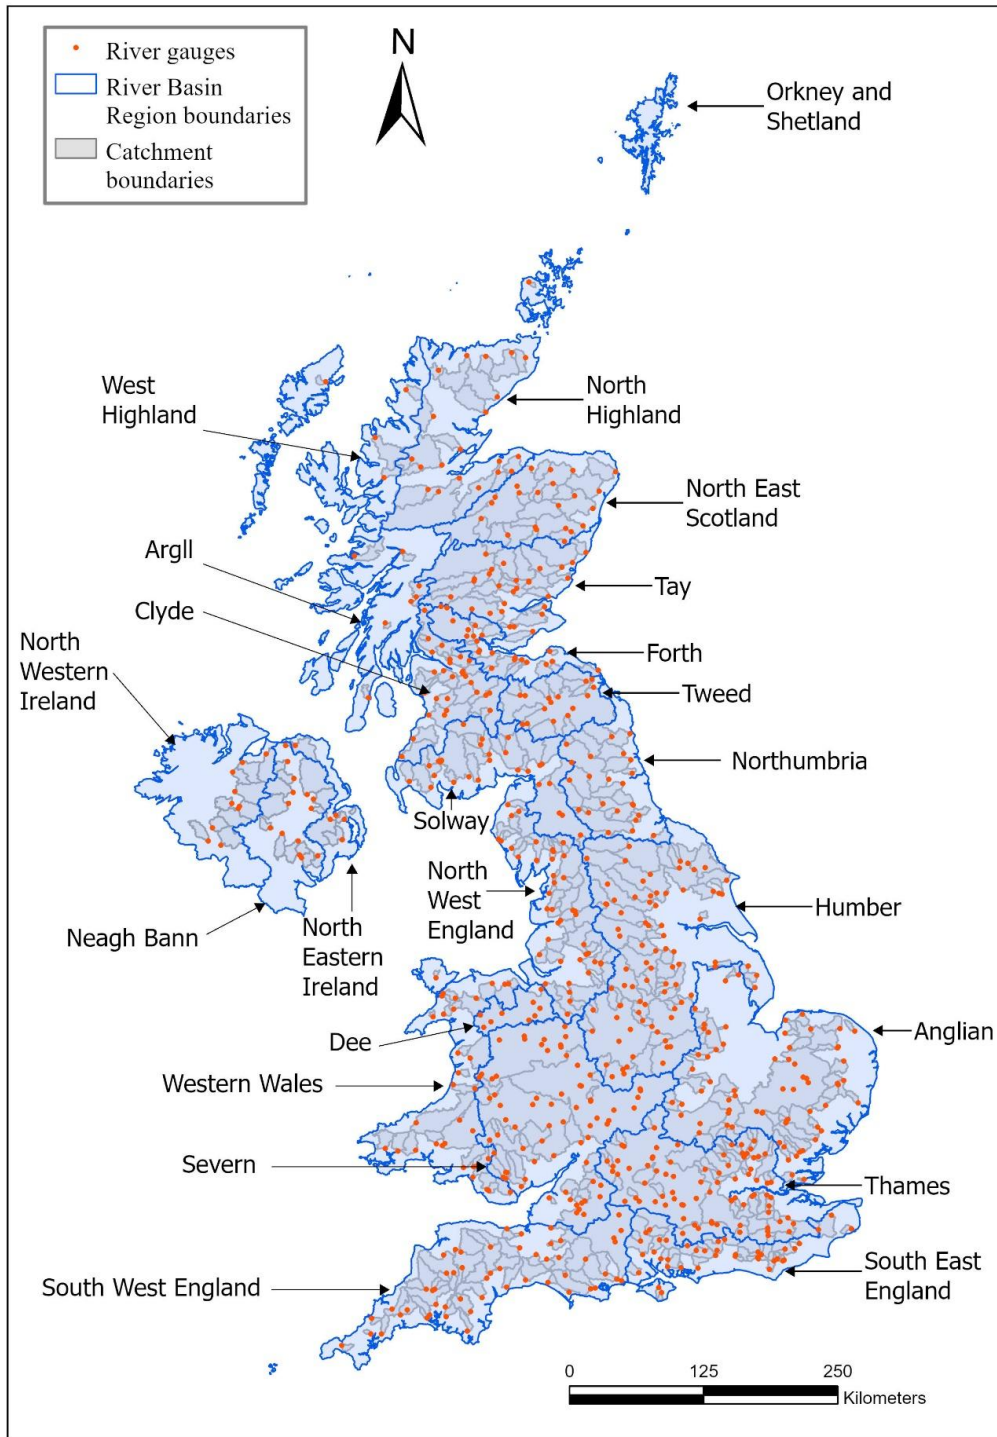 River gauges
River Basin
Region boundaries
Catchment
boundaries
N
Orkney and
Shetland
West
Highland
North
Highland
North East
Scotland
Argll
Tay
Clyde
North
Western
Ireland
Forth
Tweed
Northumbria
Solway
North
West
England
Humber
Neagh Bann
North
Eastern
Ireland
Dee
Anglian
Western Wales
Severn
Thames
South West England
South East
England
0 125 250
Kilometers